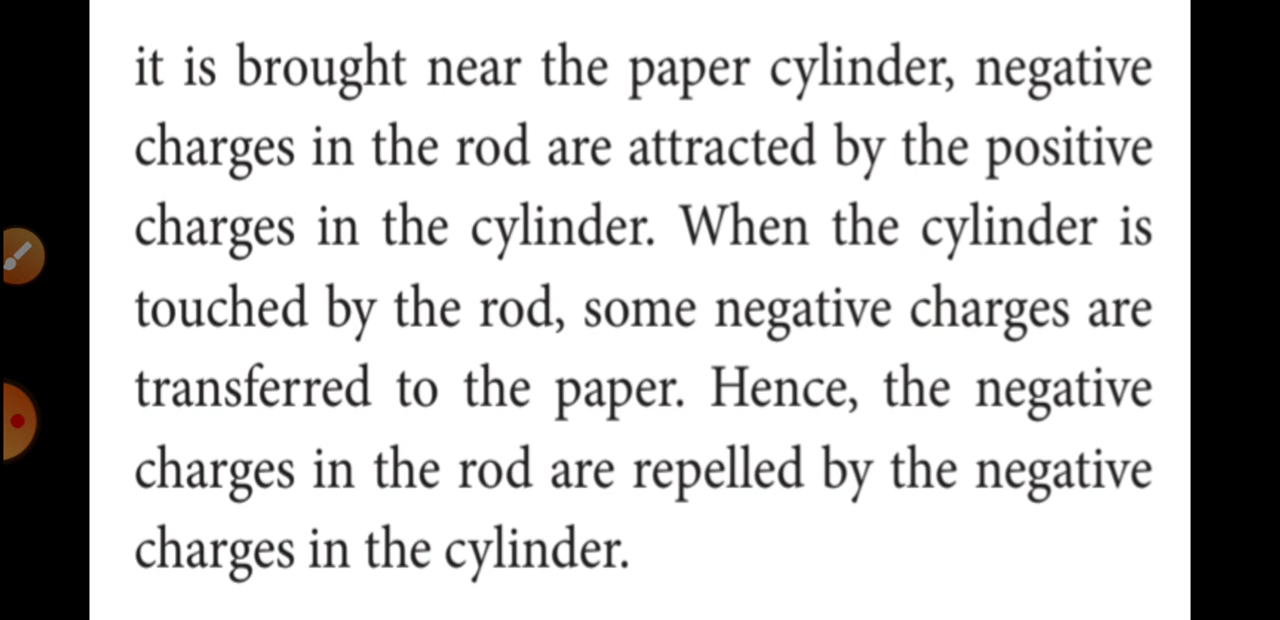 it is brought near the paper cylinder, negative
charges in the rod are attracted by the positive
charges in the cylinder. When the cylinder is
touched by the rod, some negative charges are
transferred to the paper. Hence, the negative
charges in the rod are repelled by the negative
charges in the cylinder.